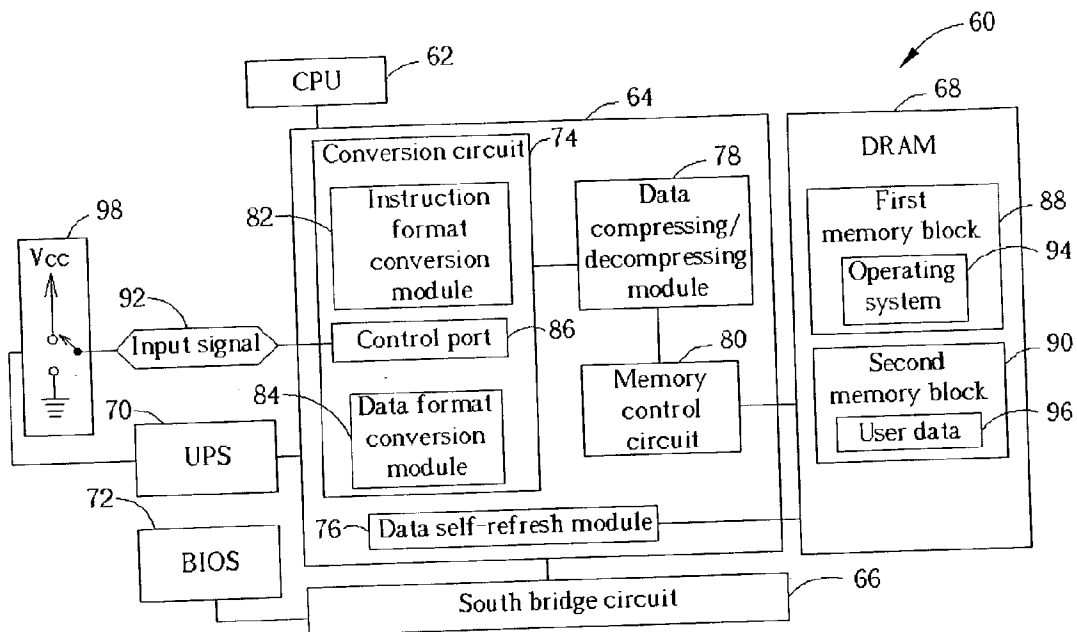 60
CPU
62
64
68
Conversion circuit
74
DRAM
78
98
82
Instruction
format
conversion
module
Data
compressing/
decompressing
module
First
memory block
88
Vcc
Operating
system
94
92
Input signal
Control port
86
80
Second
memory block
90
84
Data format
conversion
module
Memory
control
circuit
User data
96
70
UPS
72
76
Data self-refresh module
BIOS
South bridge circuit
66